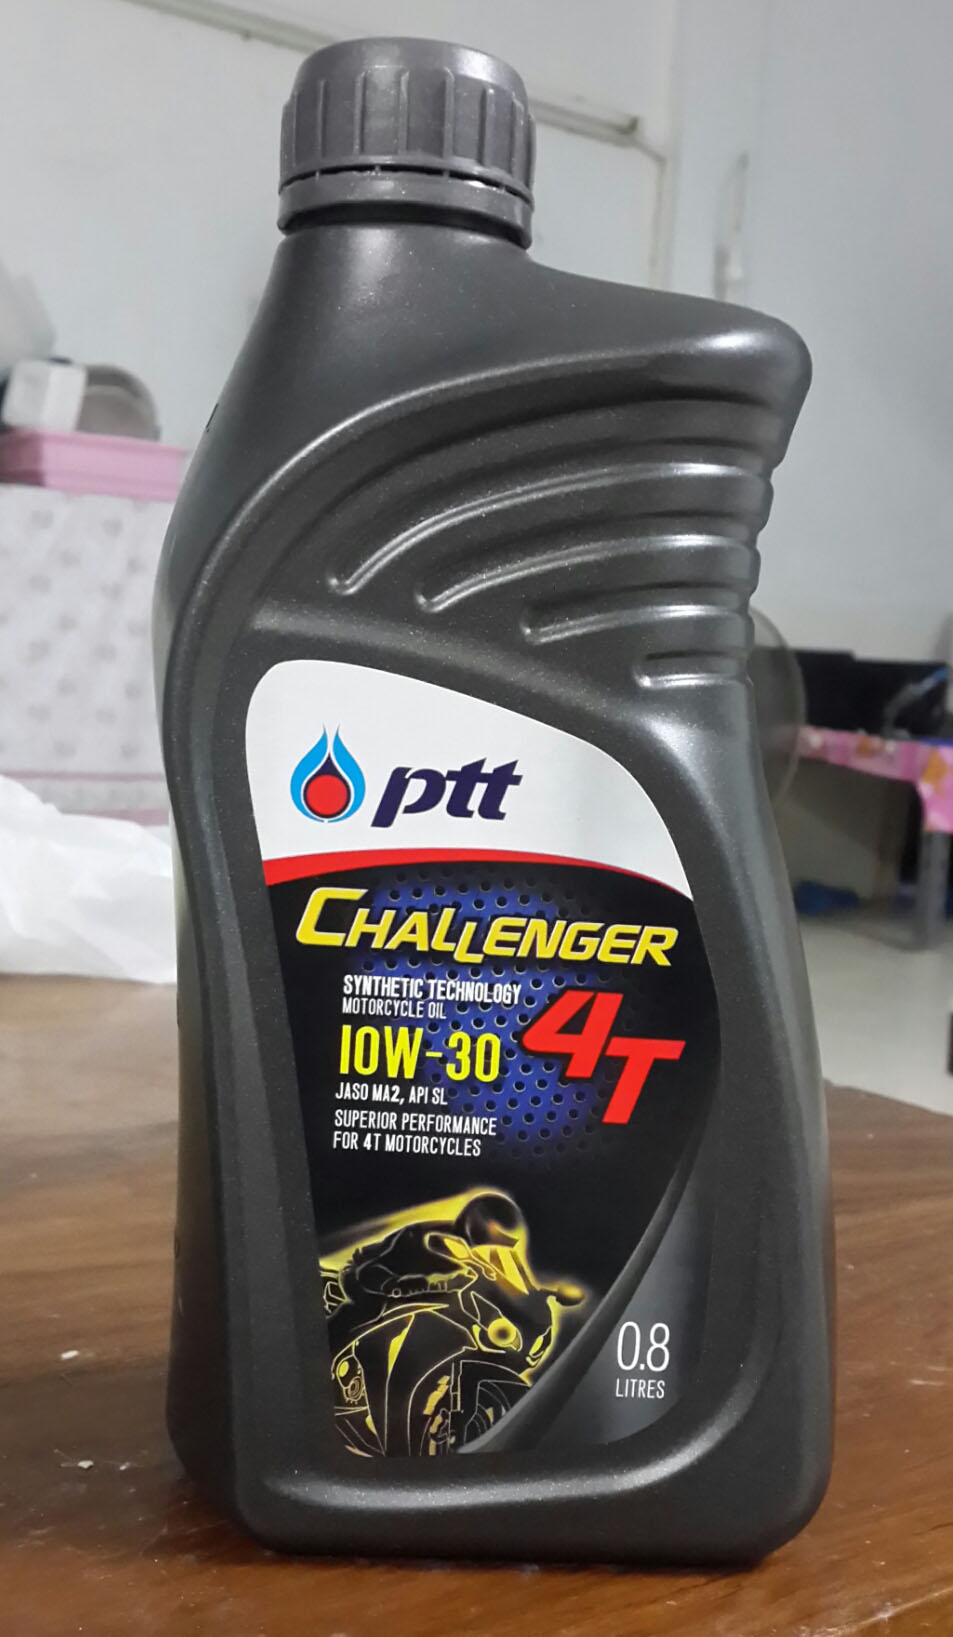 ptt
CHALLENGER
4T
SYNTHETIC TECHNOLOGY
MOTORCYCLE OIL
10W-30
JASO MA2, API SL
SUPERIOR PERFORMANCE
FOR 4T MOTORCYCLES
0.8
LITRES